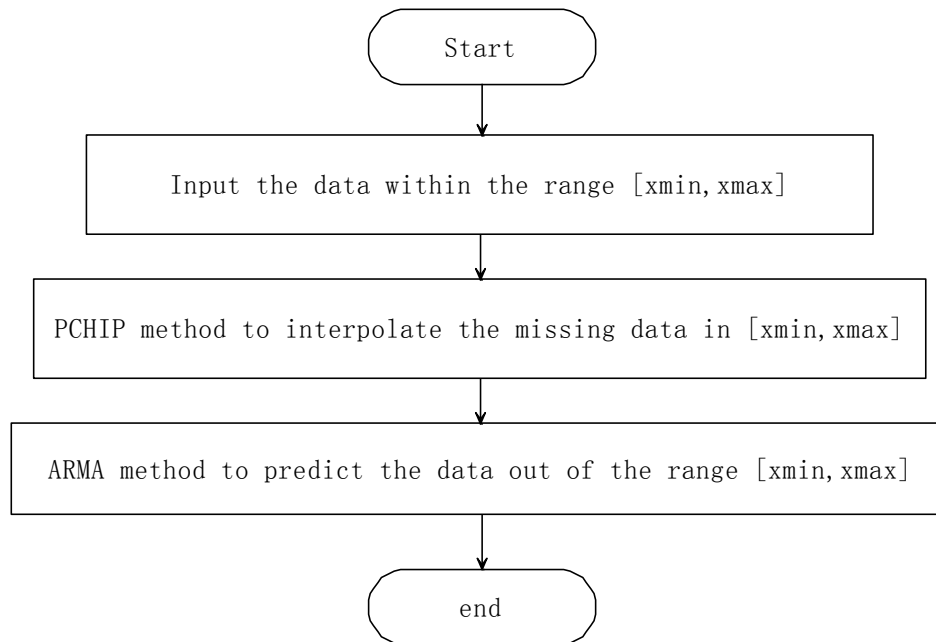 Start
Input the data within the range [xmin,xmax]
PCHIP method to interpolate the missing data in [xmin,xmax]
ARMA method to predict the data out of the range [xmin,xmax]
end